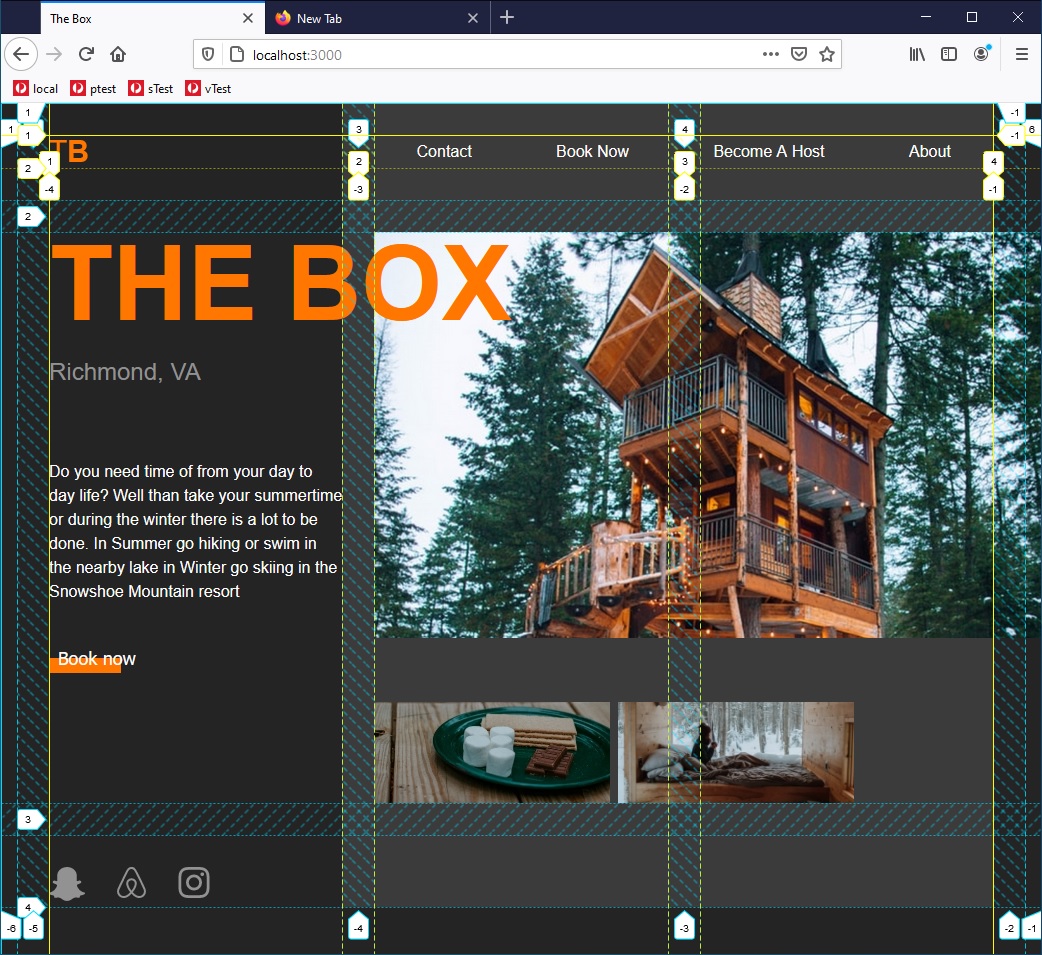 The Box
New Tab
localhost:3000
local
ptest
sTest
vTest
1
-1
1
1
3
4
-1
6
TB
Contact
Book Now
Become A Host
About
2
1
2
3
4
-4
-3
-2
-1
2
THE BOX
Richmond, VA
Do you need time of from your day to
day life? Well than take your summertime
or during the winter there is a lot to be
done. In Summer go hiking or swim in
the nearby lake in Winter go skiing in the
Snowshoe Mountain resort
Book now
3
4
-6
-5
-4
-3
-2
-1